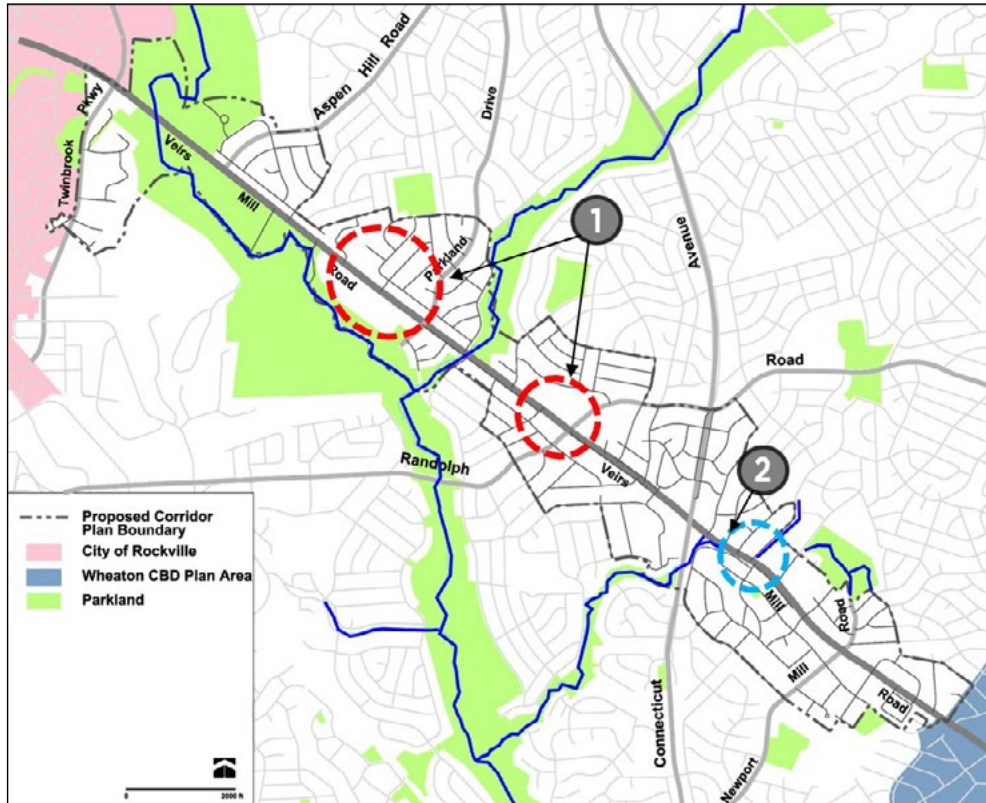 Aspen Hill Road
Pkwy
Drive
Veirs
Twinbrook
Mill
1
Avenue
Parkland
Road
Road
Randolph
Veirs
2
Proposed Corridor
Plan Boundary
City of Rockville
Wheaton CBD Plan Area
Parkland
Mill
Road
Mill
Road
Connecticut
Newport
0
2000 ft